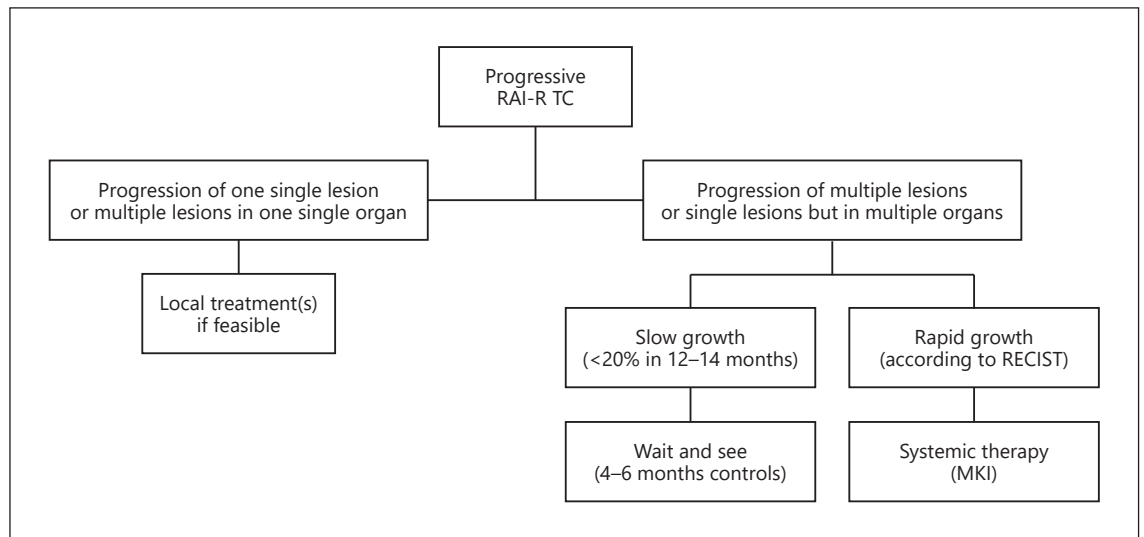 Progressive
RAI-R TC
Progression of one single lesion
or multiple lesions in one single organ
Progression of multiple lesions
or single lesions but in multiple organs
Local treatment(s)
if feasible
Slow growth
(<20% in 12–14 months)
Rapid growth
(according to RECIST)
Wait and see
(4–6 months controls)
Systemic therapy
(MKI)